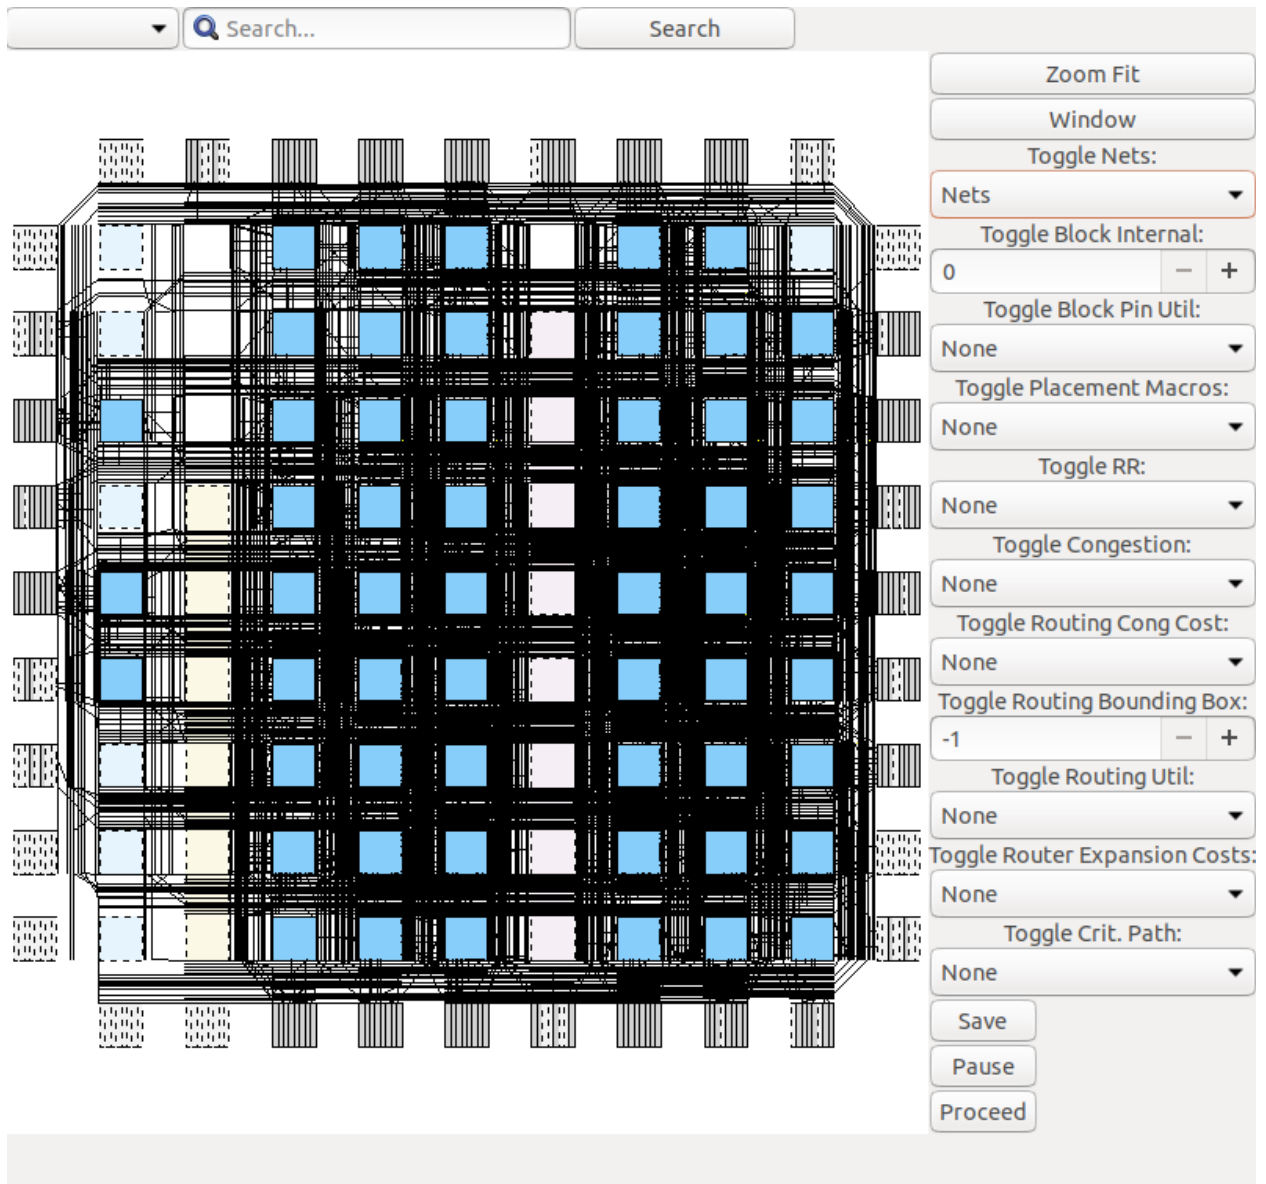 Search...
Search
Zoom Fit
Window
Toggle Nets:
Nets
Toggle Block Internal:
0
Toggle Block Pin Util:
None
Toggle Placement Macros:
None
Toggle RR:
None
Toggle Congestion:
None
Toggle Routing Cong Cost:
None
Toggle Routing Bounding Box:
-1
Toggle Routing Util:
None
Toggle Router Expansion Costs:
None
Toggle Crit. Path:
None
Save
Pause
Proceed